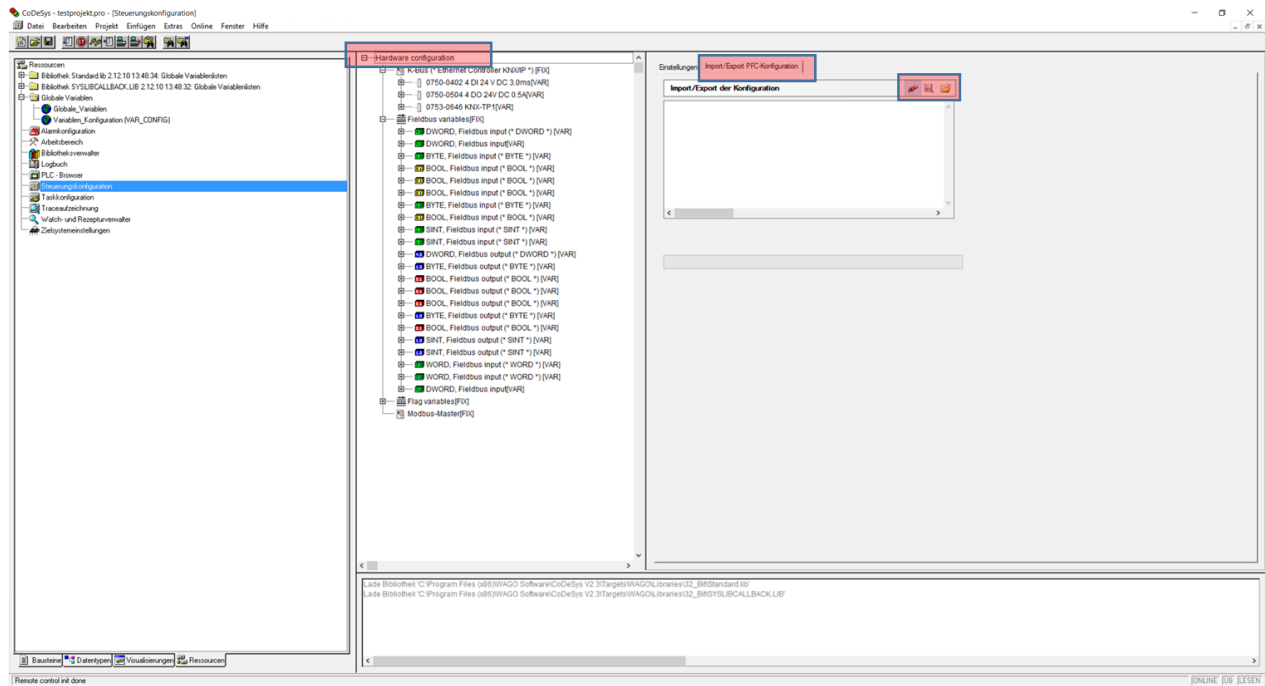 CoDeSys - testprojekt.pro - [Steuerungskonfiguration]
Datei Bearbeiten Projekt Einfügen Extras Online Fenster Hilfe
Ressourcen
Bibliothek Standard.lib 2.12.10 13:48:34: Globale Variablenlisten
Bibliothek SYSLIBCALLBACK.LIB 2.12.10 13:48:32: Globale Variablenlisten
Globale Variablen
Globale_Variablen
Variablen_Konfiguration (VAR_CONFIG)
Alarmkonfiguration
Arbeitsbereich
Bibliotheksverwalter
Logbuch
PLC - Browser
Steuerungskonfiguration
Taskkonfiguration
Traceaufzeichnung
Watch- und Rezepturverwalter
Zielsystemeinstellungen
Bausteine Datentypen Visualisierungen Ressourcen
Hardware configuration
K-Bus (* Ethernet Controller KNX/IP *) [FIX]
0750-0402 4 DI 24 V DC 3.0ms[VAR]
0750-0504 4 DO 24V DC 0.5A[VAR]
0753-0646 KNX-TP1[VAR]
Fieldbus variables[FIX]
DWORD, Fieldbus input (* DWORD *) [VAR]
DWORD, Fieldbus input[VAR]
BYTE, Fieldbus input (* BYTE *) [VAR]
BOOL, Fieldbus input (* BOOL *) [VAR]
BOOL, Fieldbus input (* BOOL *) [VAR]
BOOL, Fieldbus input (* BOOL *) [VAR]
BYTE, Fieldbus input (* BYTE *) [VAR]
BOOL, Fieldbus input (* BOOL *) [VAR]
SINT, Fieldbus input (* SINT *) [VAR]
SINT, Fieldbus input (* SINT *) [VAR]
DWORD, Fieldbus output (* DWORD *) [VAR]
BYTE, Fieldbus output (* BYTE *) [VAR]
BOOL, Fieldbus output (* BOOL *) [VAR]
BOOL, Fieldbus output (* BOOL *) [VAR]
BOOL, Fieldbus output (* BOOL *) [VAR]
BYTE, Fieldbus output (* BYTE *) [VAR]
BOOL, Fieldbus output (* BOOL *) [VAR]
SINT, Fieldbus output (* SINT *) [VAR]
SINT, Fieldbus output (* SINT *) [VAR]
WORD, Fieldbus input (* WORD *) [VAR]
WORD, Fieldbus input (* WORD *) [VAR]
DWORD, Fieldbus input[VAR]
Flag variables[FIX]
Modbus-Master[FIX]
Einstellungen Import/Export PFC-Konfiguration
Import/Export der Konfiguration
Lade Bibliothek 'C:\Program Files (x86)\WAGO Software\CoDeSys V2.3\Targets\WAGO\Libraries\32_Bit\Standard.lib'
Lade Bibliothek 'C:\Program Files (x86)\WAGO Software\CoDeSys V2.3\Targets\WAGO\Libraries\32_Bit\SYSLIBCALLBACK.LIB'
Remote control init done
ONLINE ÜB LESEN